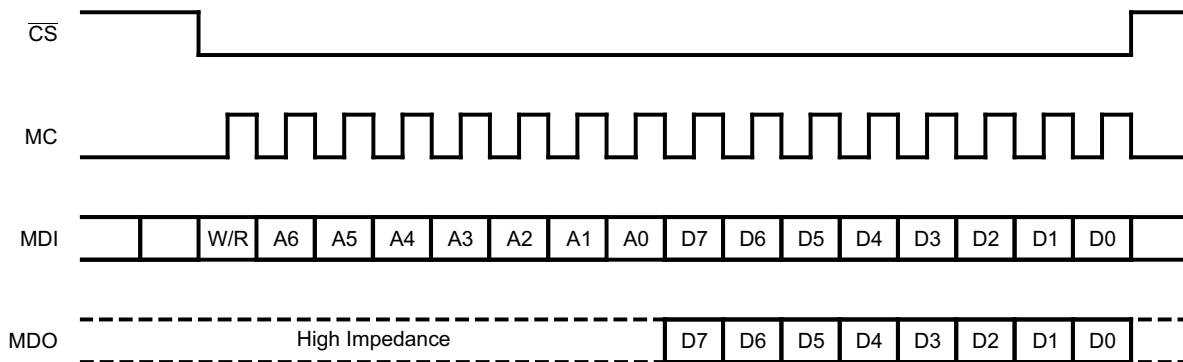 CS
MC
MDI W/R A6 A5 A4 A3 A2 A1 A0 D7 D6 D5 D4 D3 D2 D1 D0
MDO High Impedance D7 D6 D5 D4 D3 D2 D1 D0